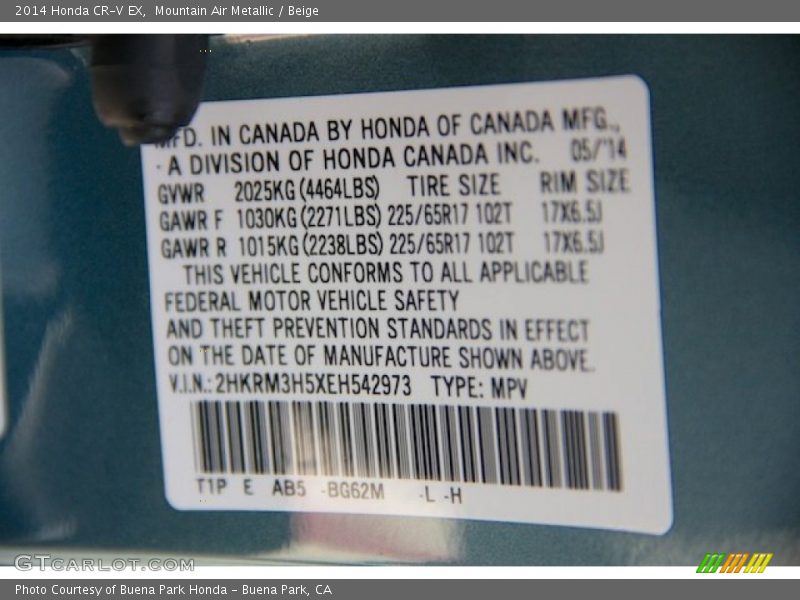 2014 Honda CR-V EX, Mountain Air Metallic / Beige
MFD. IN CANADA BY HONDA OF CANADA MFG.,
- A DIVISION OF HONDA CANADA INC. 05/'14
GVWR 2025KG(4464LBS) TIRE SIZE RIM SIZE
GAWR F 1030KG(2271LBS) 225/65R17 102T 17X6.5J
GAWR R 1015KG(2238LBS) 225/65R17 102T 17X6.5J
THIS VEHICLE CONFORMS TO ALL APPLICABLE
FEDERAL MOTOR VEHICLE SAFETY
AND THEFT PREVENTION STANDARDS IN EFFECT
ON THE DATE OF MANUFACTURE SHOWN ABOVE.
V.I.N.: 2HKRM3H5XEH542973 TYPE: MPV
T1P E AB5 -BG62M -L -H
GTCARLOT.COM
Photo Courtesy of Buena Park Honda - Buena Park, CA